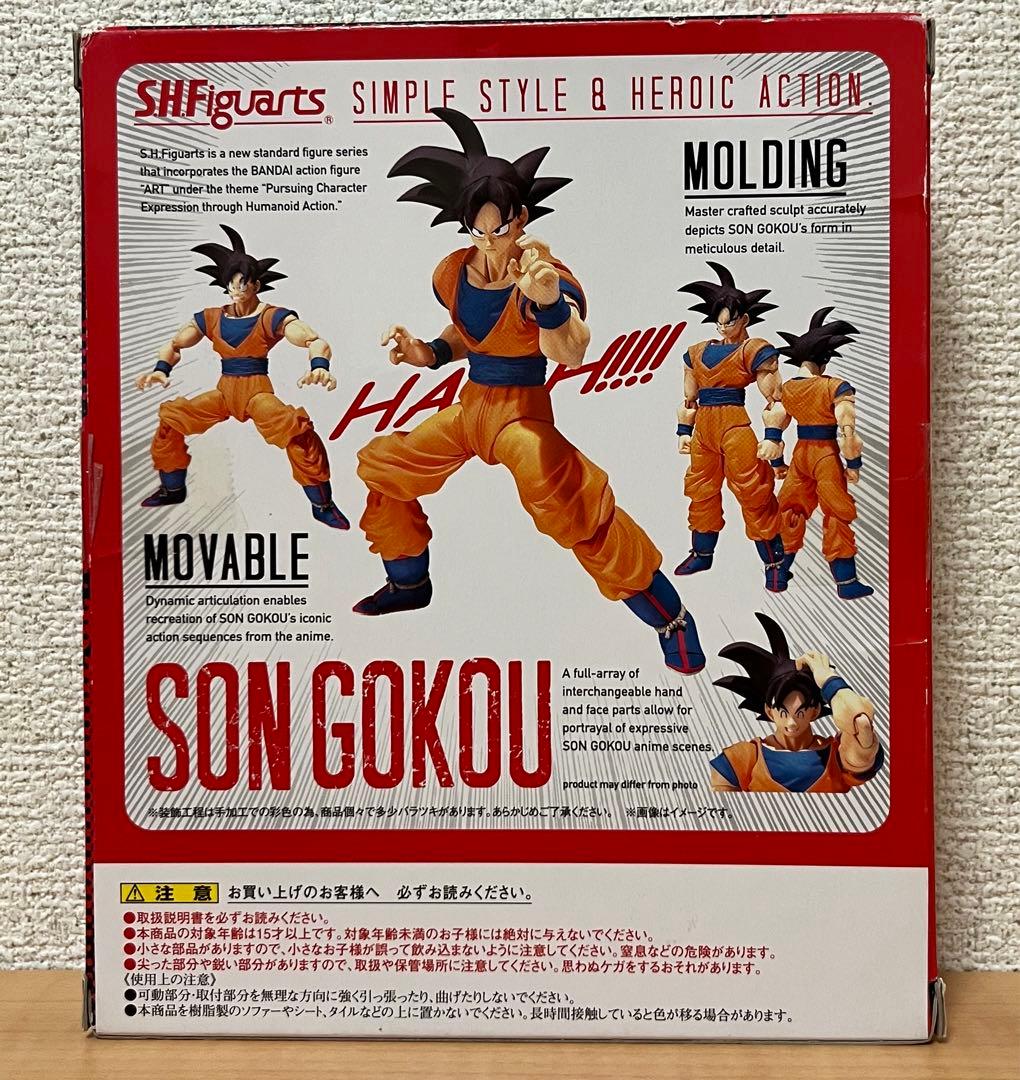 S.H.Figuarts®
SIMPLE STYLE & HEROIC ACTION.
S.H.Figuarts is a new standard figure series
that incorporates the BANDAI action figure
"ART" under the theme "Pursuing Character
Expression through Humanoid Action."
MOLDING
Master crafted sculpt accurately
depicts SON GOKOU's form in
meticulous detail.
HA H!!!!!
MOVABLE
Dynamic articulation enables
recreation of SON GOKOU's iconic
action sequences from the anime.
SON GOKOU
A full-array of
interchangeable hand
and face parts allow for
portrayal of expressive
SON GOKOU anime scenes.
product may differ from photo
※装飾工程は手加工での彩色の為、商品個々で多少バラツキがあります。あらかじめご了承ください。 ※画像はイメージです。
⚠ 注意 お買い上げのお客様へ 必ずお読みください。
●取扱説明書を必ずお読みください。
●本商品の対象年齢は15才以上です。対象年齢未満のお子様には絶対に与えないでください。
●小さな部品がありますので、小さなお子様が誤って飲み込まないように注意してください。窒息などの危険があります。
●尖った部分や鋭い部分がありますので、取扱や保管場所に注意してください。思わぬケガをするおそれがあります。
《使用上の注意》
●可動部分・取付部分を無理な方向に強く引っ張ったり、曲げたりしないでください。
●本商品を樹脂製のソファーやシート、タイルなどの上に置かないでください。長時間接触していると色が移る場合があります。